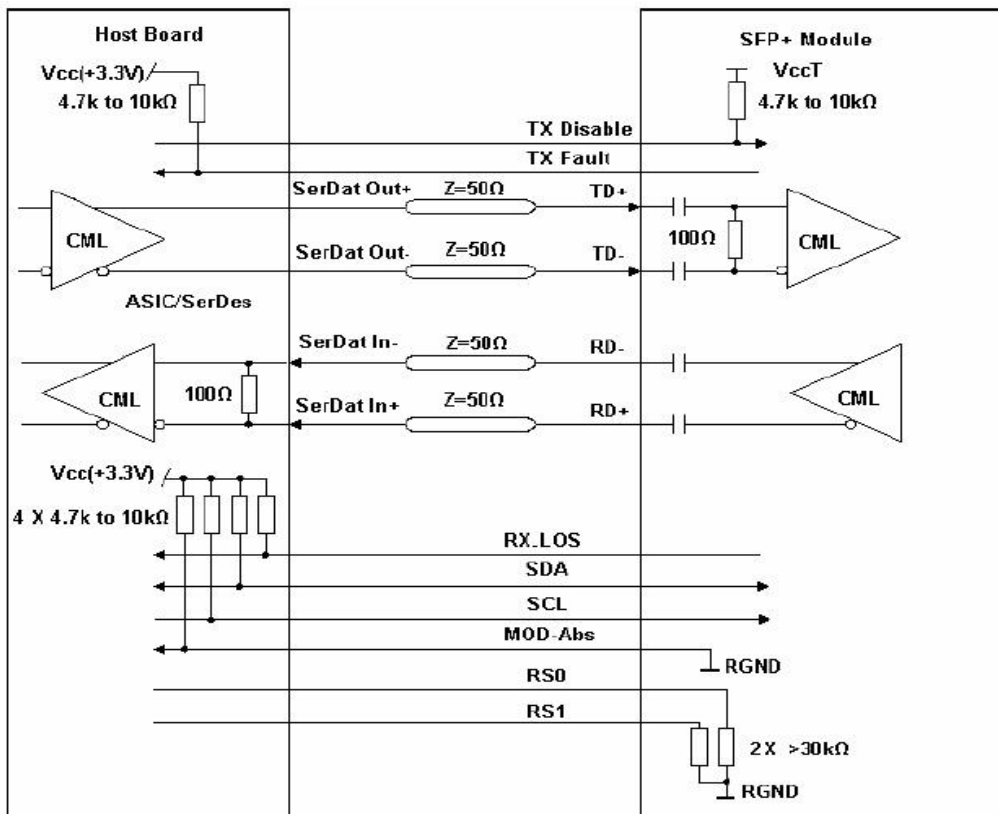 Host Board
SFP+ Module
Vcc(+3.3V)
4.7k to 10kΩ
VccT
4.7k to 10kΩ
TX Disable
TX Fault
SerDat Out+
Z=50Ω
TD+
CML
100Ω
CML
SerDat Out-
Z=50Ω
TD-
ASIC/SerDes
SerDat In-
Z=50Ω
RD-
CML
100Ω
CML
SerDat In+
Z=50Ω
RD+
Vcc(+3.3V)
4 X 4.7k to 10kΩ
RX_LOS
SDA
SCL
MOD-Abs
RGND
RS0
RS1
2X >30kΩ
RGND